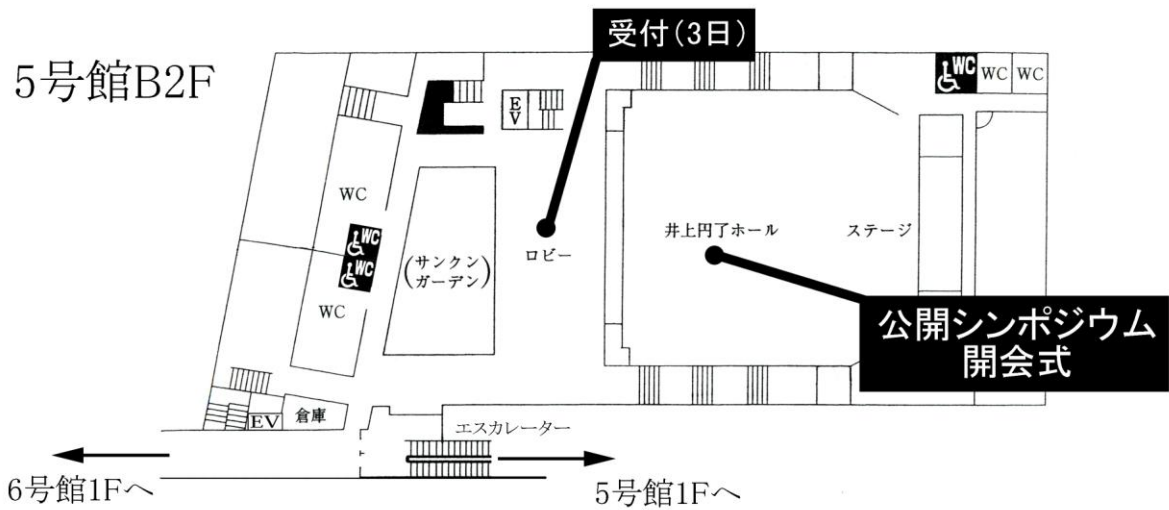 受付(3日)
5号館B2F
WC
WC
WC
EV
WC
WC
WC
(サンクン
ガーデン)
ロビー
井上円了ホール
ステージ
公開シンポジウム
開会式
WC
EV
倉庫
エスカレーター
6号館1Fへ
5号館1Fへ